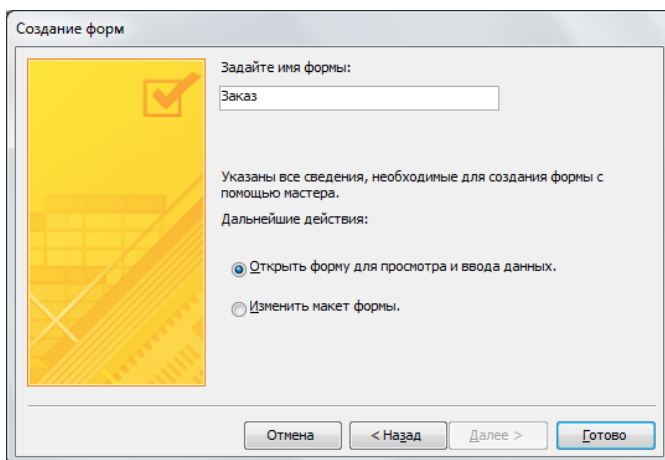 Создание форм
Задайте имя формы:
Заказ
Указаны все сведения, необходимые для создания формы с
помощью мастера.
Дальнейшие действия:
Открыть форму для просмотра и ввода данных.
Изменить макет формы.
Отмена
< Назад
Далее >
Готово